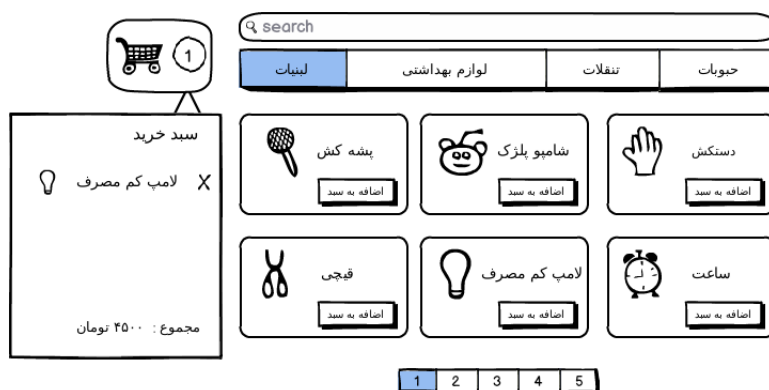 search
1
حبوبات
تنقلات
لوازم بهداشتی
لبنیات
سبد خرید
X لامپ کم مصرف
مجموع : ۴۵۰۰ تومان
دستکش
اضافه به سبد
شامپو پلژک
اضافه به سبد
پشه کش
اضافه به سبد
ساعت
اضافه به سبد
لامپ کم مصرف
اضافه به سبد
قیچی
اضافه به سبد
1 2 3 4 5